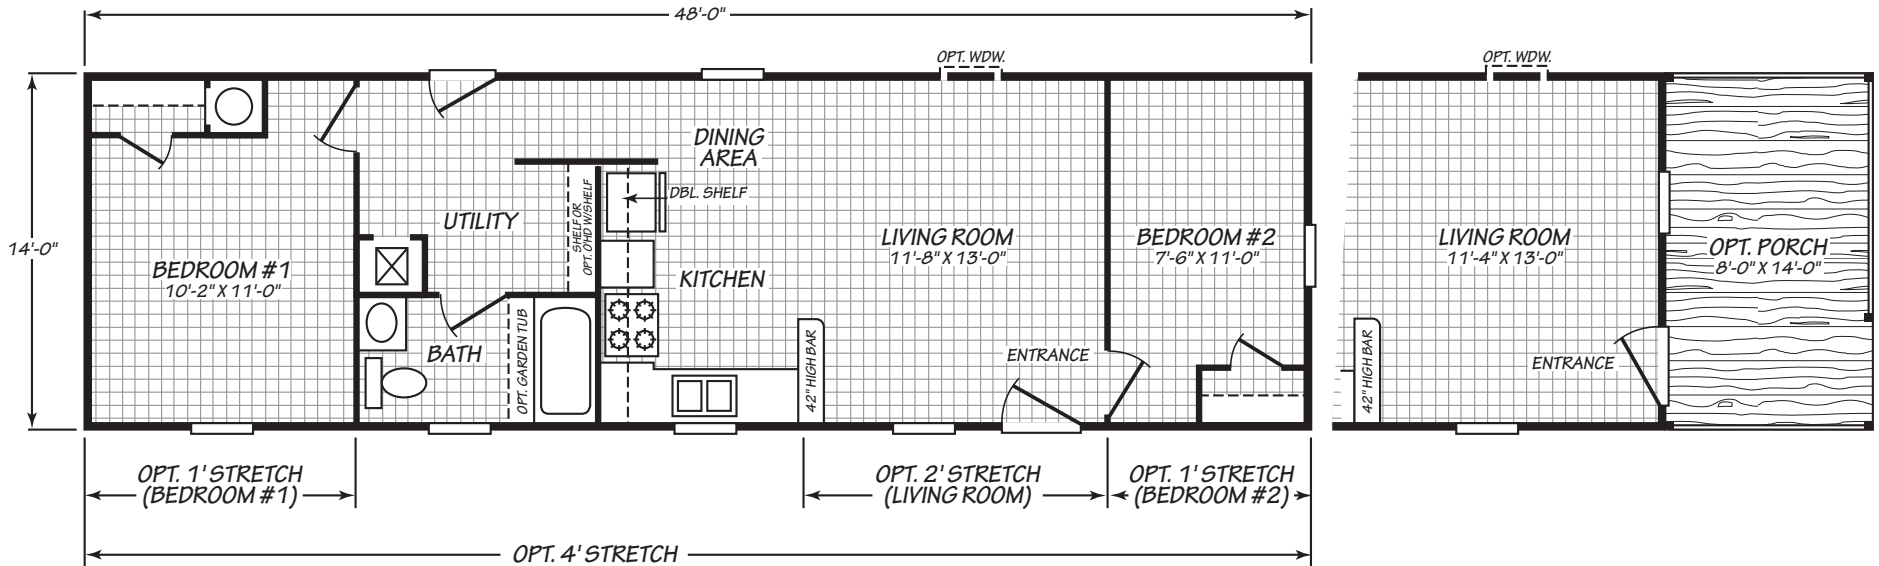 48'-0"
OPT. WDW.
OPT. WDW.
14'-0"
DINING
AREA
DBL. SHELF
UTILITY
SHELF OR
OPT. O'HD W/SHELF
LIVING ROOM
11'-8" X 13'-0"
BEDROOM #2
7'-6" X 11'-0"
LIVING ROOM
11'-4" X 13'-0"
OPT. PORCH
8'-0" X 14'-0"
BEDROOM #1
10'-2" X 11'-0"
KITCHEN
BATH
OPT. GARDEN TUB
42" HIGH BAR
ENTRANCE
42" HIGH BAR
ENTRANCE
OPT. 1' STRETCH
(BEDROOM #1)
OPT. 2' STRETCH
(LIVING ROOM)
OPT. 1' STRETCH
(BEDROOM #2)
OPT. 4' STRETCH